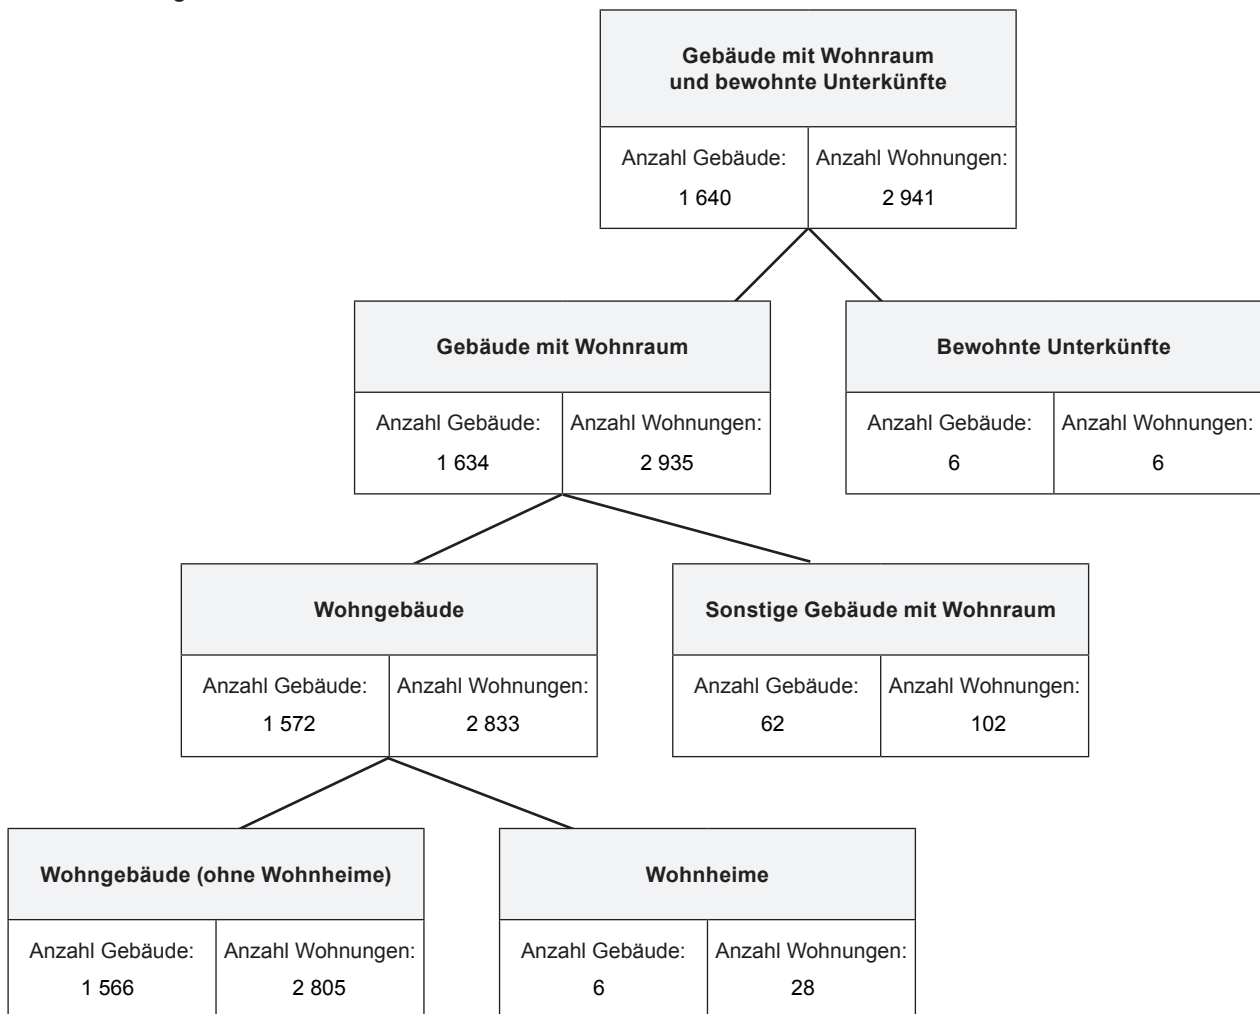 Gebäude mit Wohnraum
und bewohnte Unterkünfte
Anzahl Gebäude: Anzahl Wohnungen:
1 640 2 941
Gebäude mit Wohnraum Bewohnte Unterkünfte
Anzahl Gebäude: Anzahl Wohnungen: Anzahl Gebäude: Anzahl Wohnungen:
1 634 2 935 6 6
Wohngebäude Sonstige Gebäude mit Wohnraum
Anzahl Gebäude: Anzahl Wohnungen: Anzahl Gebäude: Anzahl Wohnungen:
1 572 2 833 62 102
Wohngebäude (ohne Wohnheime) Wohnheime
Anzahl Gebäude: Anzahl Wohnungen: Anzahl Gebäude: Anzahl Wohnungen:
1 566 2 805 6 28